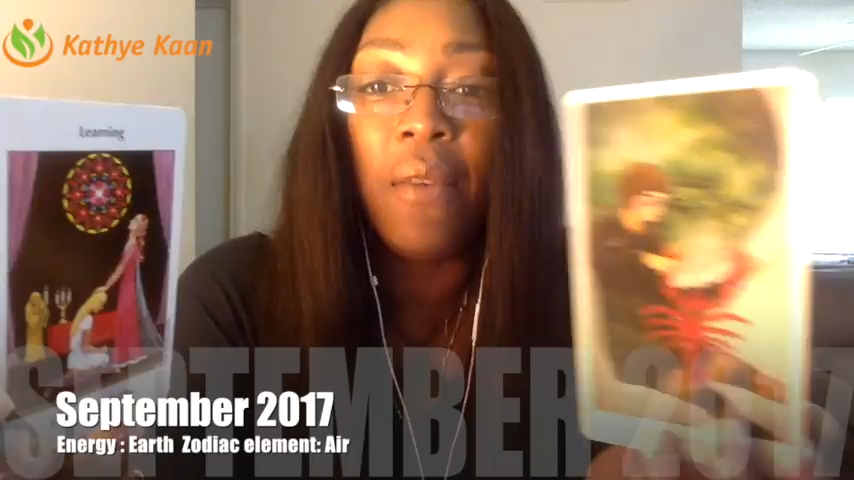 Kathye Kaan
Learning
SEPTEMBER 2017
September 2017
Energy : Earth Zodiac element: Air